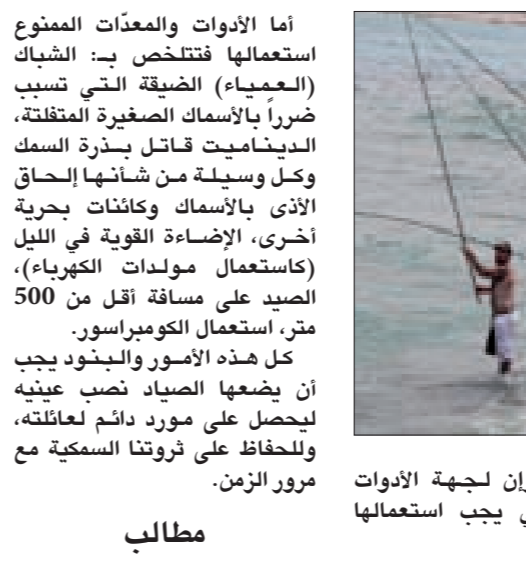 أما الأدوات والمعدّات الممنوع
استعمالها فتتلخص بـ: الشباك
(العمياء) الضيقة التي تسبب
ضرراً بالأسماك الصغيرة المتفلتة،
الديناميت قاتل بذرة السمك
وكل وسيلة من شأنها إلحاق
الأذى بالأسماك وكائنات بحرية
أخرى، الإضاءة القوية في الليل
(كاستعمال مولدات الكهرباء)،
الصيد على مسافة أقل من 500
متر، استعمال الكومبراسور.
كل هذه الأمور والبنود يجب
أن يضعها الصياد نصب عينيه
ليحصل على مورد دائم لعائلته،
وللحفاظ على ثروتنا السمكية مع
مرور الزمن.
مطالب
لجهة الأدوات
يجب استعمالها